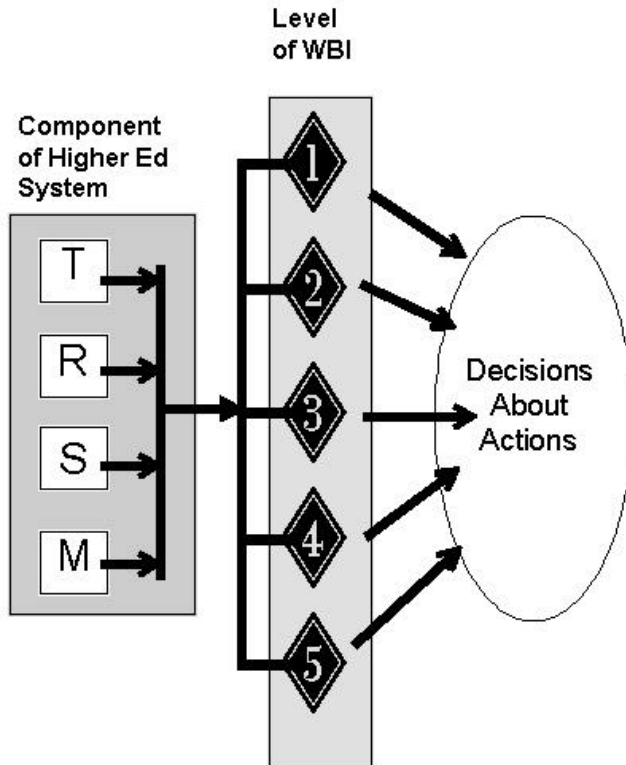 Level
of WBI
Component
of Higher Ed
System
T
R
S
M
1
2
3
4
5
Decisions
About
Actions